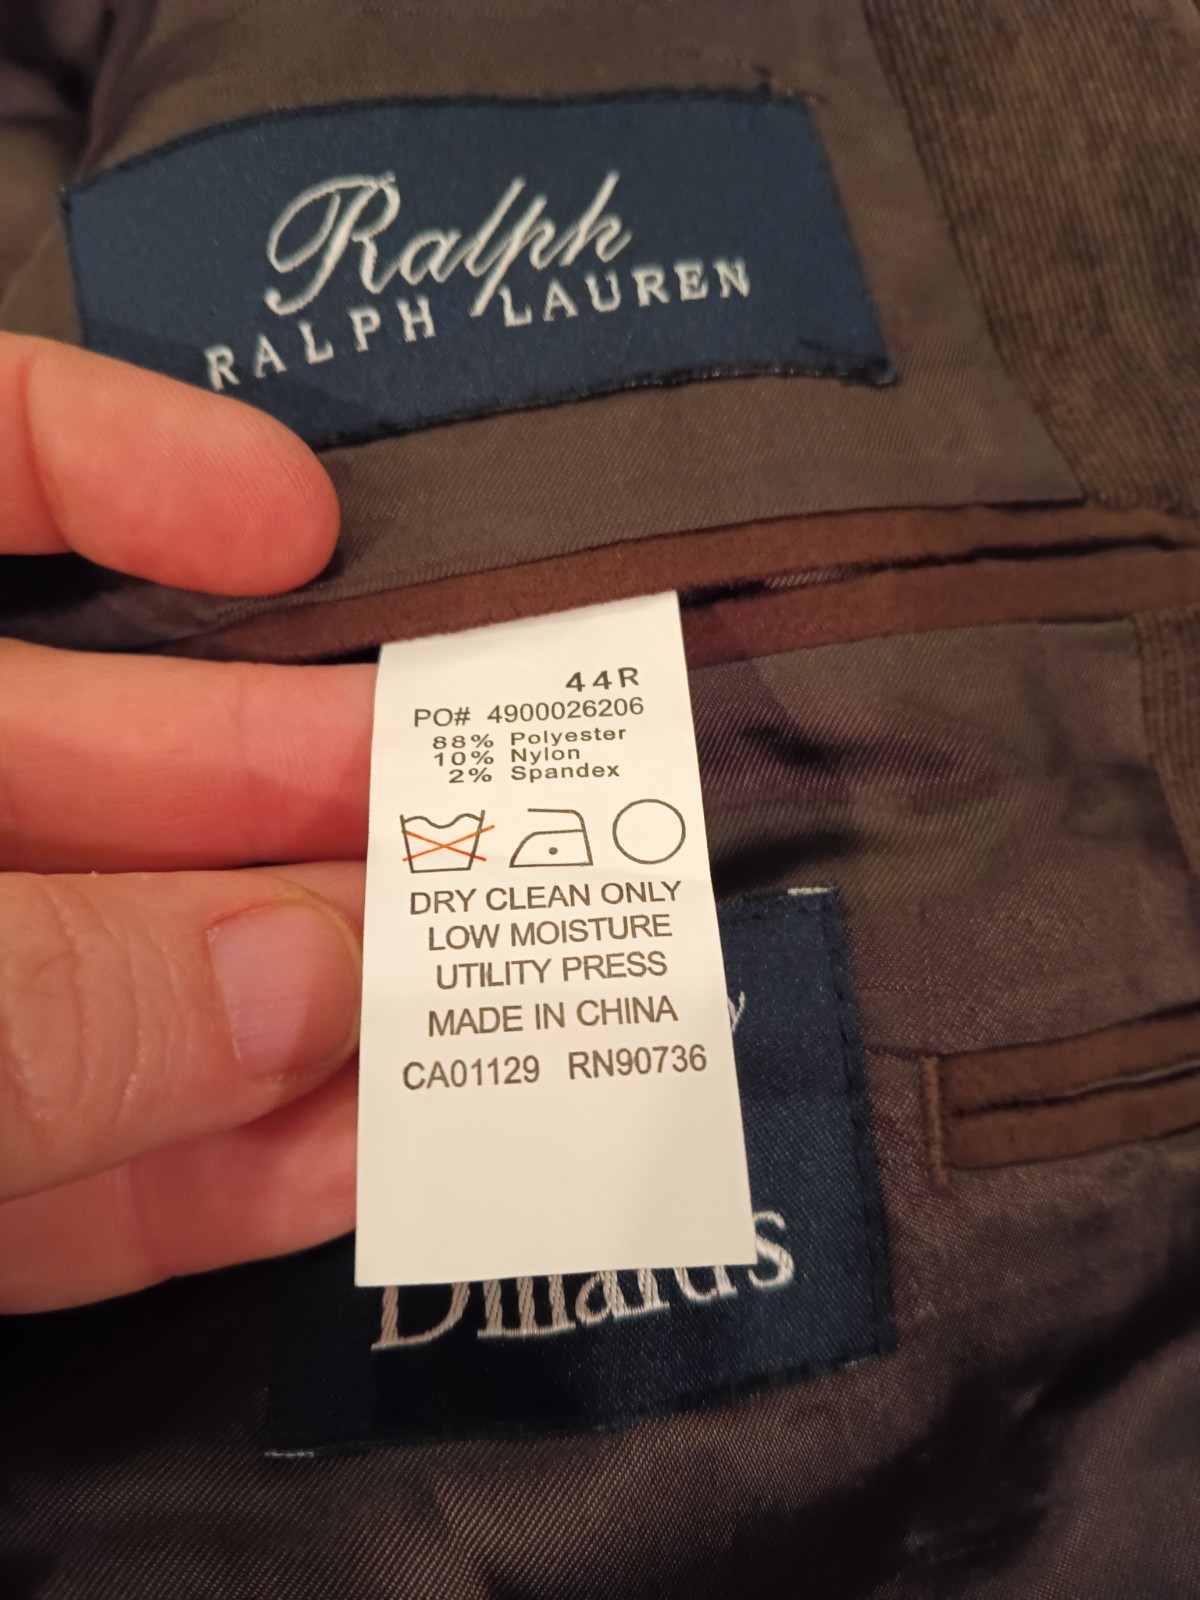 Ralph
RALPH LAUREN
44R
PO# 4900026206
88% Polyester
10% Nylon
2% Spandex
DRY CLEAN ONLY
LOW MOISTURE
UTILITY PRESS
MADE IN CHINA
CA01129 RN90736
Dillard's